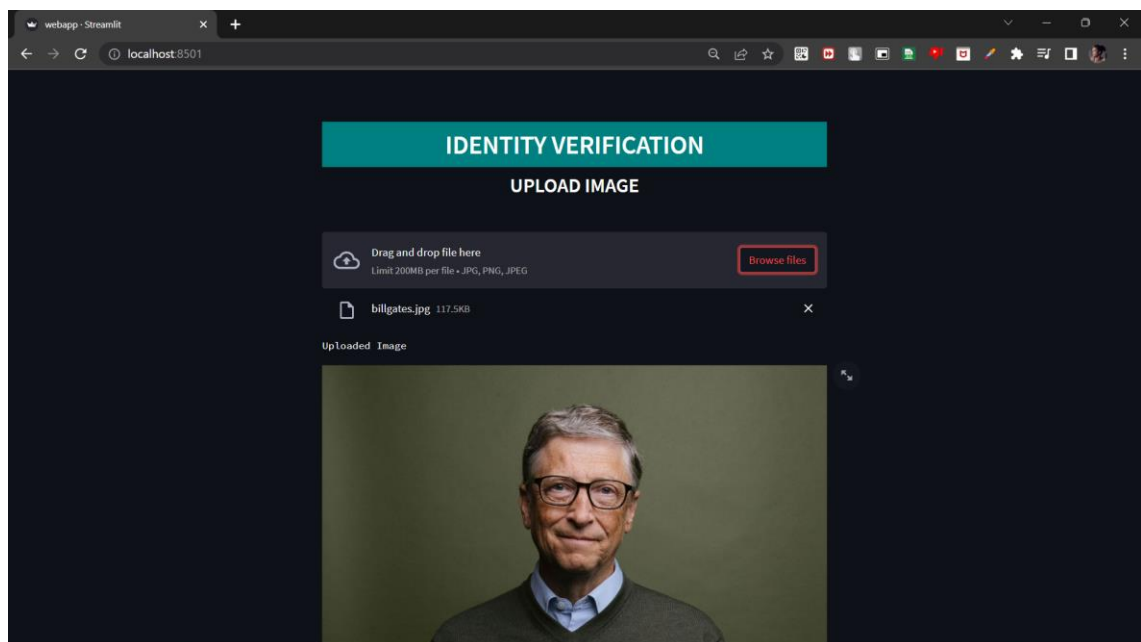 webapp · Streamlit
localhost:8501
IDENTITY VERIFICATION
UPLOAD IMAGE
Drag and drop file here
Limit 200MB per file • JPG, PNG, JPEG
Browse files
billgates.jpg 117.5KB
Uploaded Image